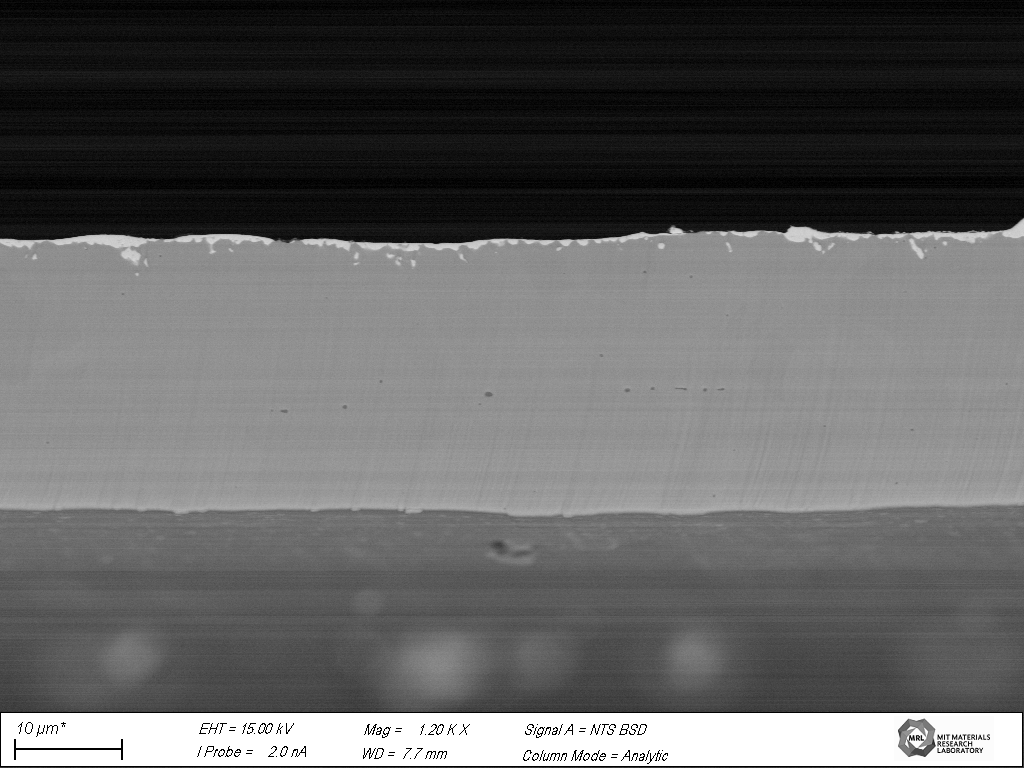 10 µm*
EHT = 15.00 kV
Mag = 1.20 K X
Signal A = NTS BSD
I Probe = 2.0 nA
WD = 7.7 mm
Column Mode = Analytic
MRL
MIT MATERIALS
RESEARCH
LABORATORY